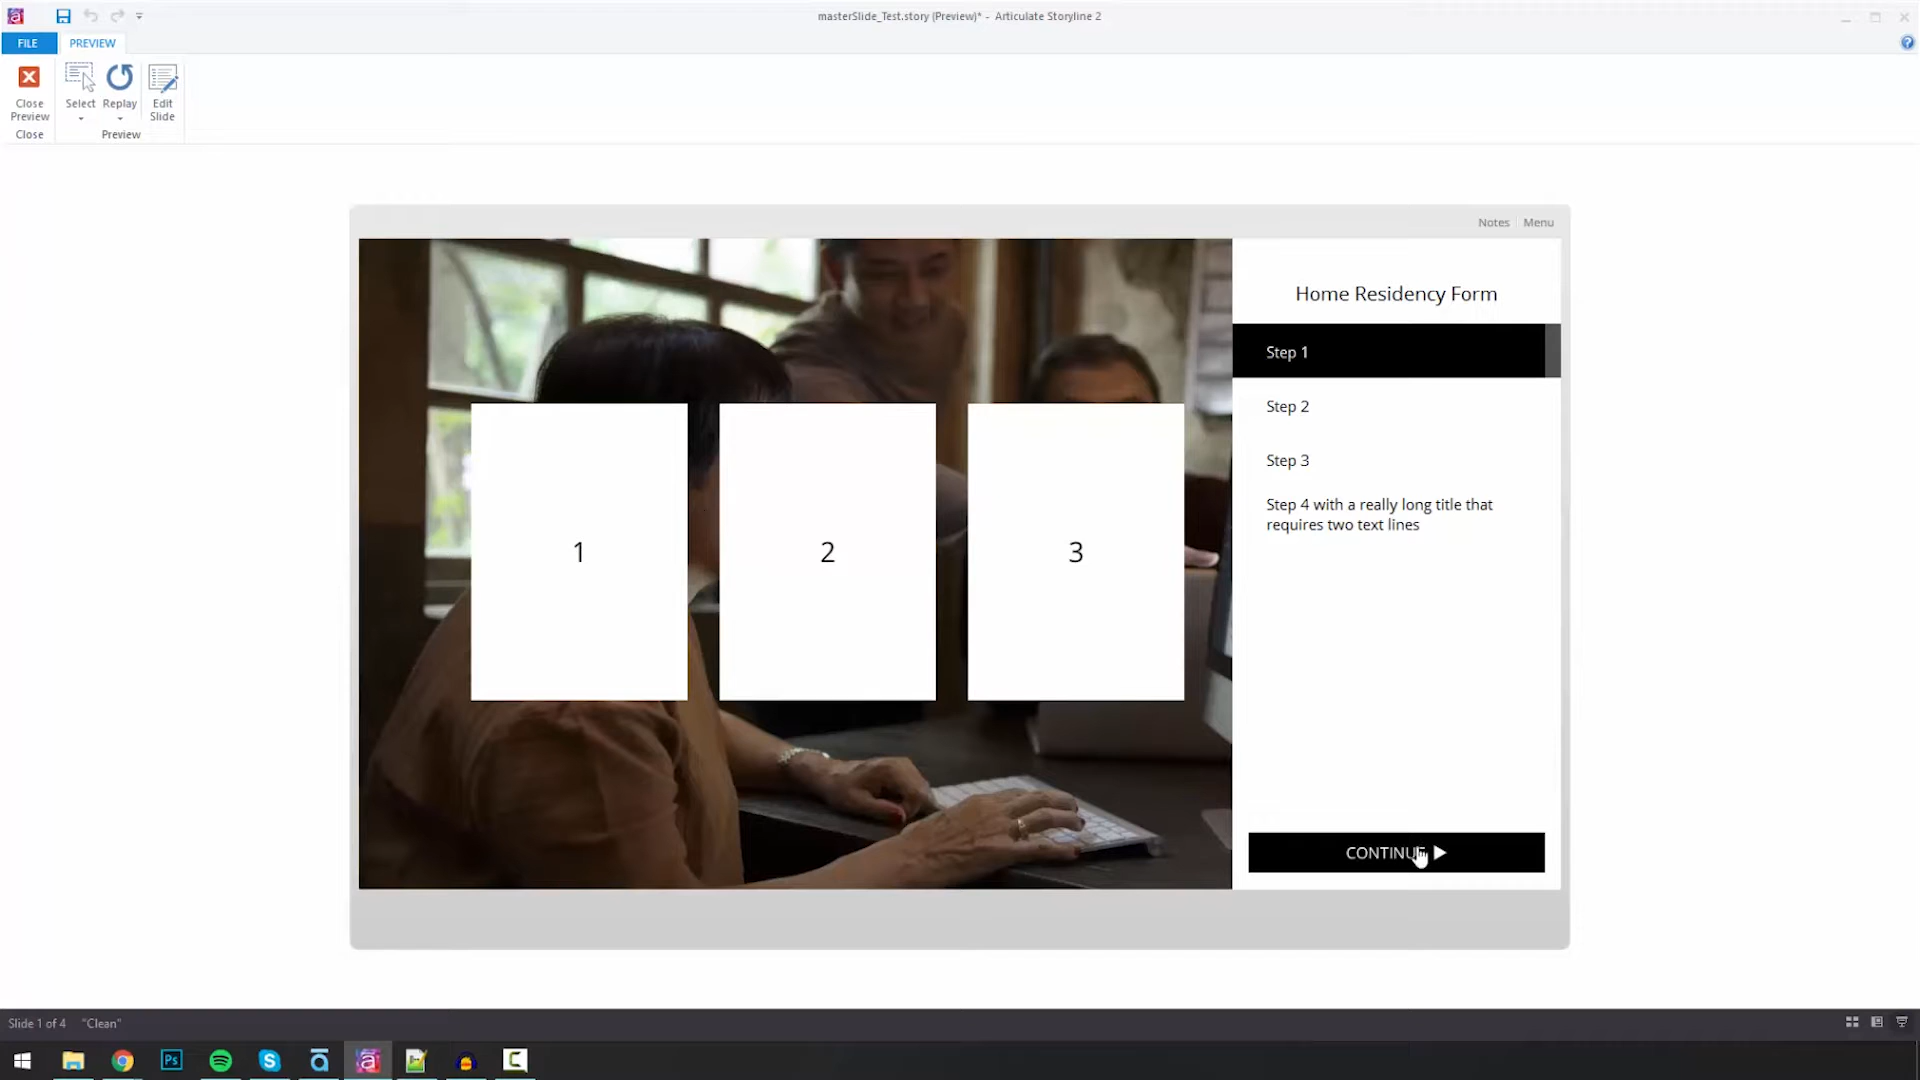 masterSlide_Test.story (Preview)* - Articulate Storyline 2
FILE
PREVIEW
Close
Preview
Select
Replay
Edit
Slide
Close
Preview
Notes
Menu
Home Residency Form
Step 1
Step 2
Step 3
Step 4 with a really long title that
requires two text lines
1
2
3
CONTINUE
Slide 1 of 4
"Clean"
Ps